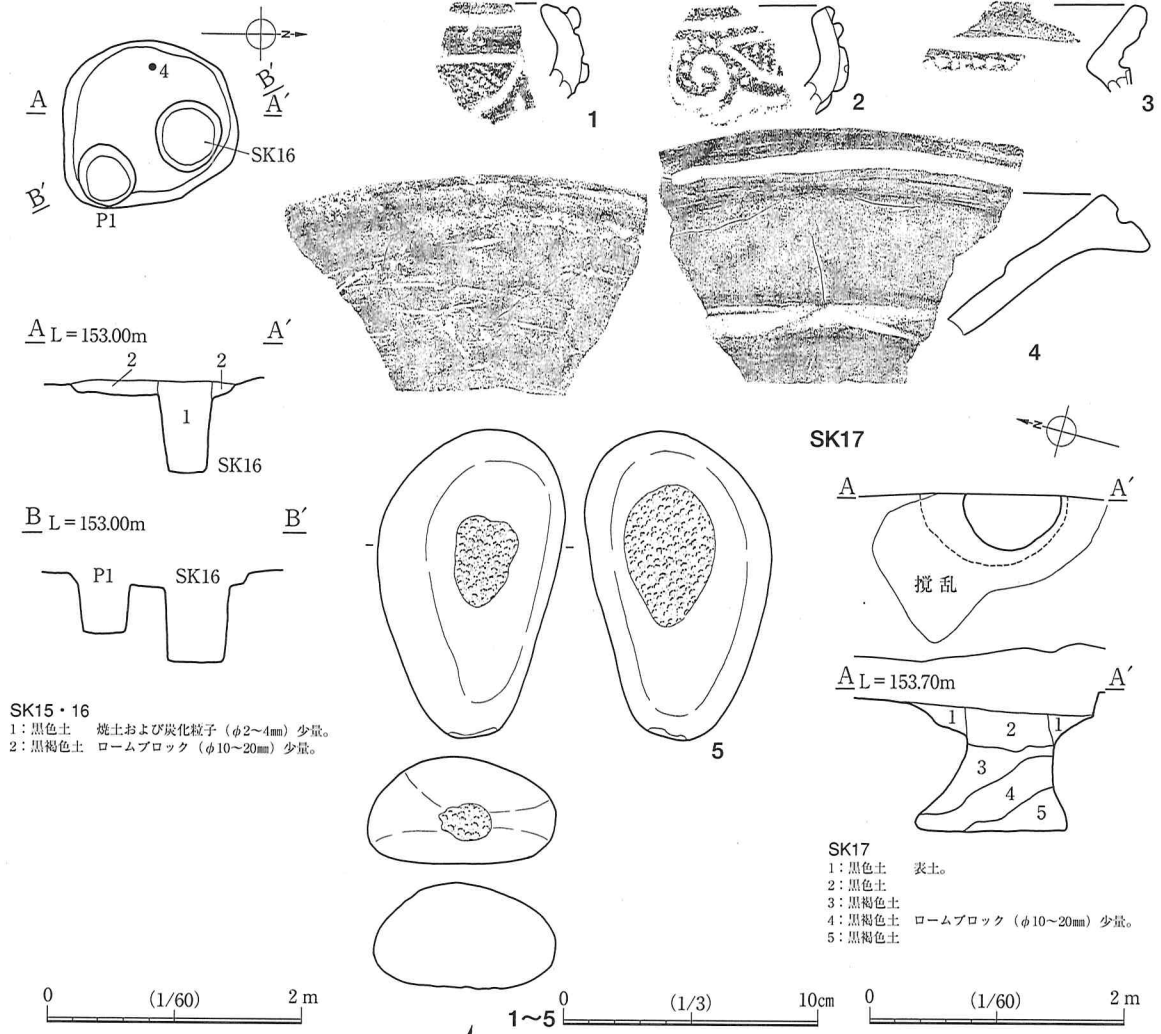 N
4
B′
A A′
SK16
B′
P1
1
2
3
4
A L＝153.00m A′
2 2
1
SK16
B L＝153.00m B′
P1 SK16
SK15・16
1：黒色土 焼土および炭化粒子（φ2〜4㎜）少量。
2：黒褐色土 ロームブロック（φ10〜20㎜）少量。
5
SK17
N
A A′
撹乱
A L＝153.70m A′
1 2 1
3
4
5
SK17
1：黒色土 表土。
2：黒色土
3：黒褐色土
4：黒褐色土 ロームブロック（φ10〜20㎜）少量。
5：黒褐色土
0 (1/60) 2 m
1〜5 0 (1/3) 10㎝
0 (1/60) 2 m